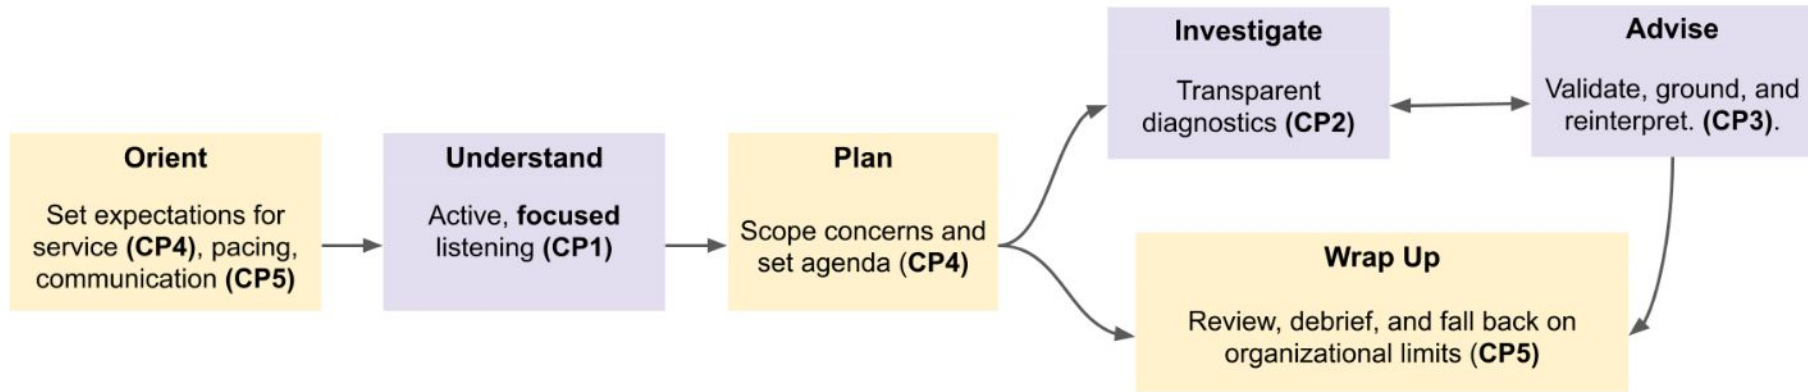 Orient
Set expectations for
service (CP4), pacing,
communication (CP5)
Understand
Active, focused
listening (CP1)
Plan
Scope concerns and
set agenda (CP4)
Investigate
Transparent
diagnostics (CP2)
Advise
Validate, ground, and
reinterpret. (CP3).
Wrap Up
Review, debrief, and fall back on
organizational limits (CP5)